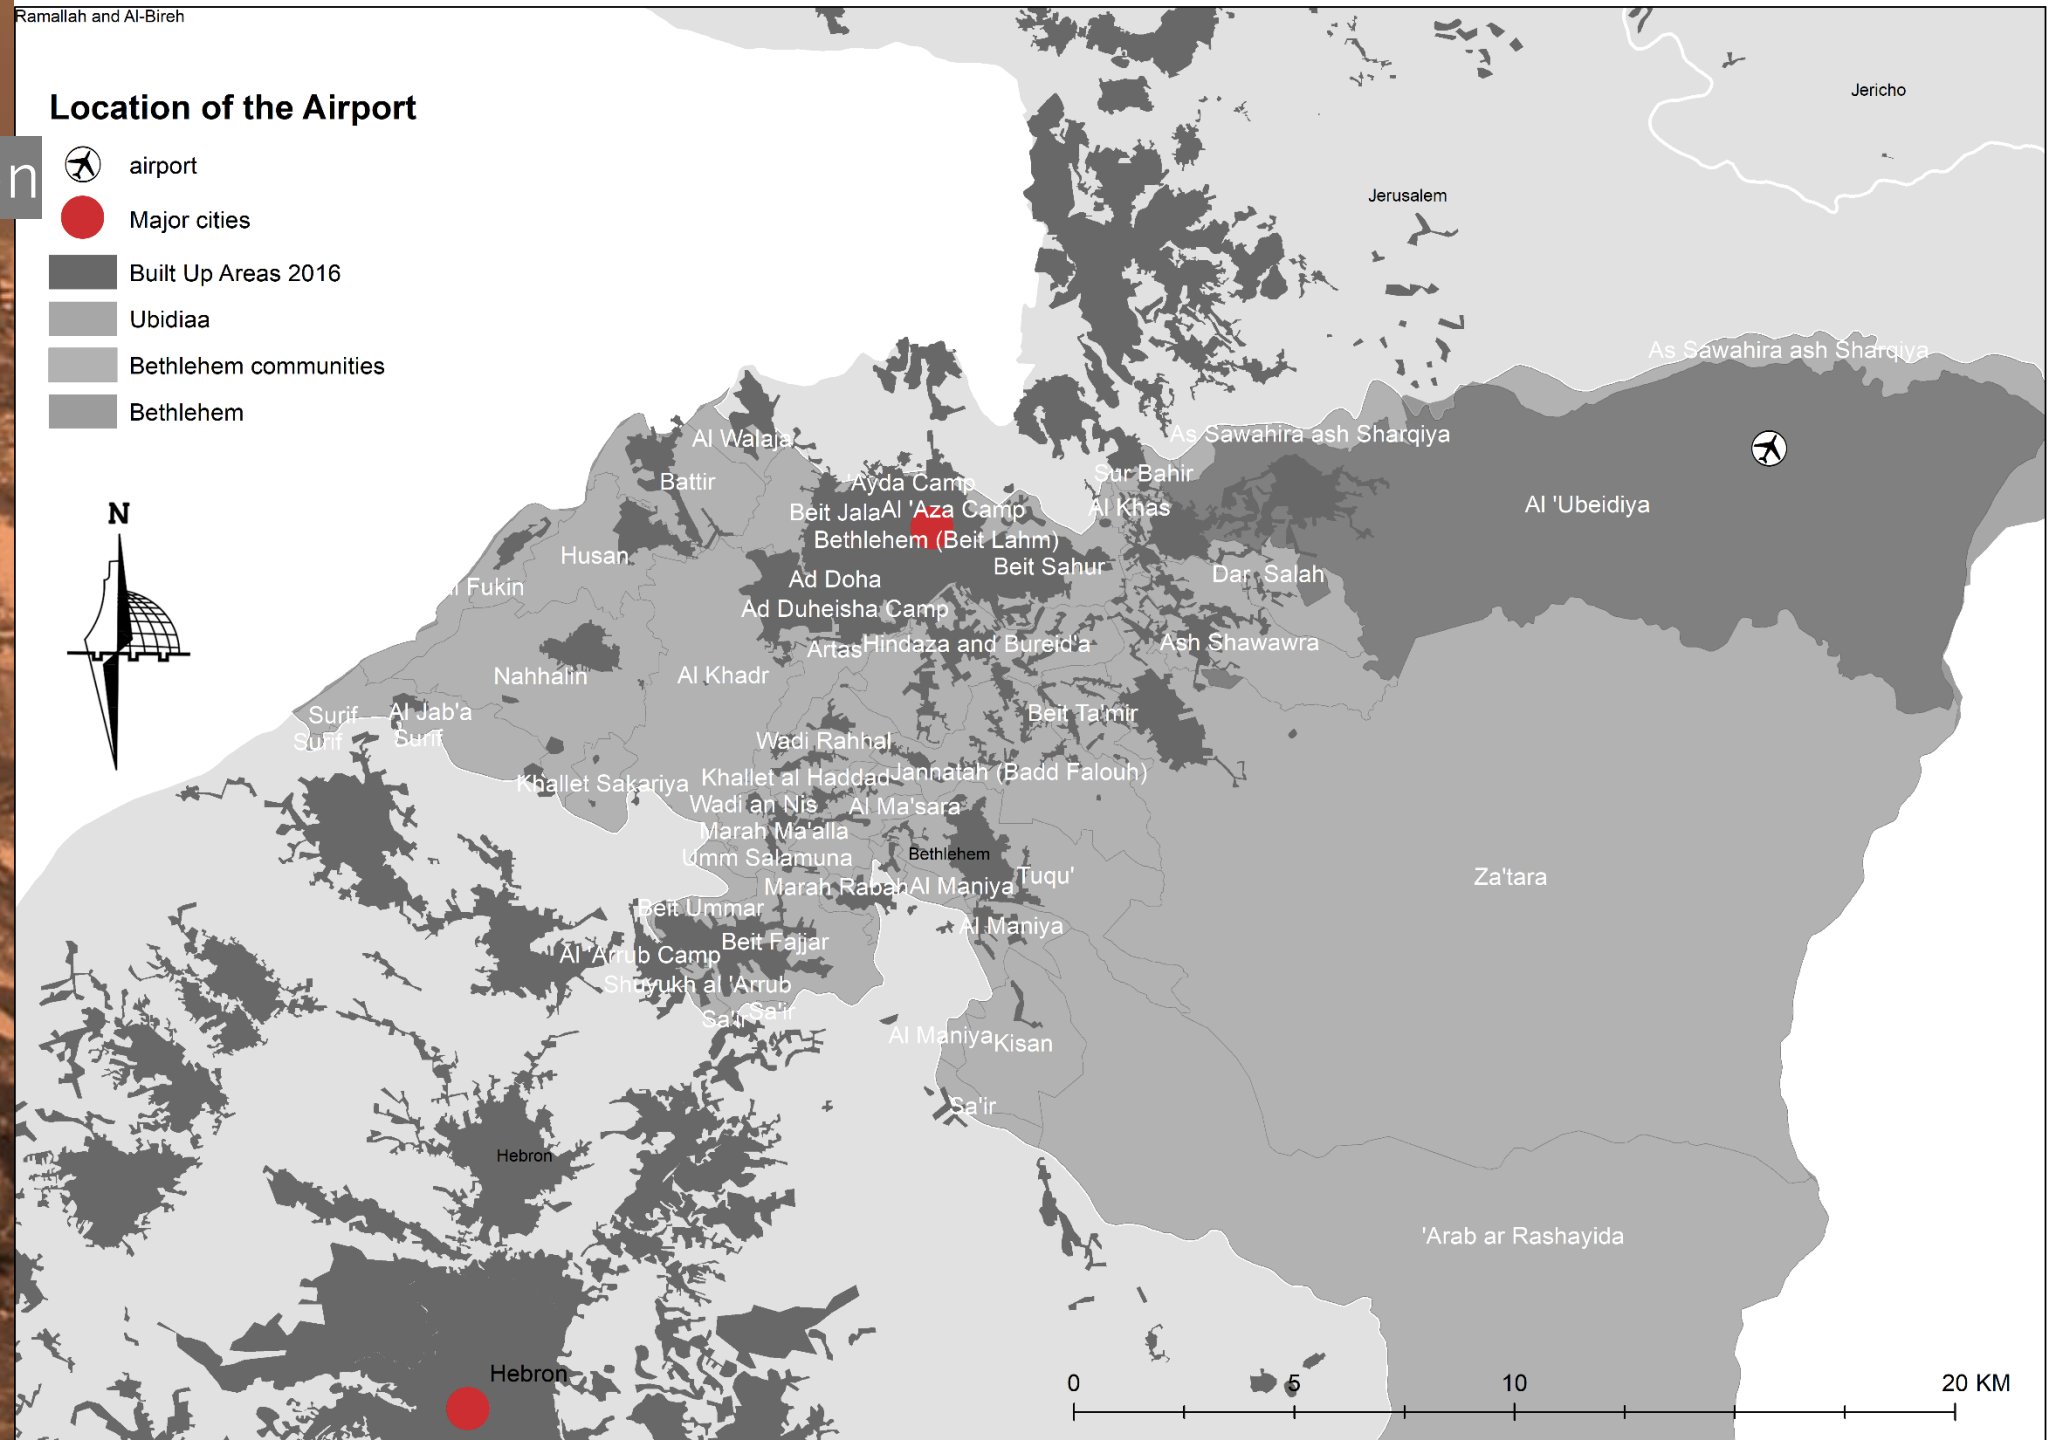 Ramallah and Al-Bireh
Location of the Airport
airport
n
Major cities
Built Up Areas 2016
Ubidiaa
Bethlehem communities
Bethlehem
N
Jericho
Jerusalem
As Sawahira ash Sharqiya
As Sawahira ash Sharqiya
Al Walaja
Sur Bahir
Battir
'Ayda Camp
Al 'Ubeidiya
Beit Jala
Al 'Aza Camp
Al Khas
Bethlehem (Beit Lahm)
Husan
Beit Sahur
Dar Salah
Ad Doha
Fukin
Ad Duheisha Camp
Artas
Hindaza and Bureid'a
Ash Shawawra
Nahhalin
Al Khadr
Surif
Al Jab'a
Beit Ta'mir
Surif
Surif
Wadi Rahhal
Khallet Sakariya
Khallet al Haddad
Jannatah (Badd Falouh)
Wadi an Nis
Al Ma'sara
Marah Ma'alla
Umm Salamuna
Bethlehem
Marah Rabah
Al Maniya
Tuqu'
Za'tara
Beit Ummar
Al Maniya
Al 'Arrub Camp
Beit Fajjar
Shuyukh al 'Arrub
Sa'ir
Sa'ir
Al Maniya
Kisan
Sa'ir
Hebron
'Arab ar Rashayida
Hebron
0 5 10 20 KM